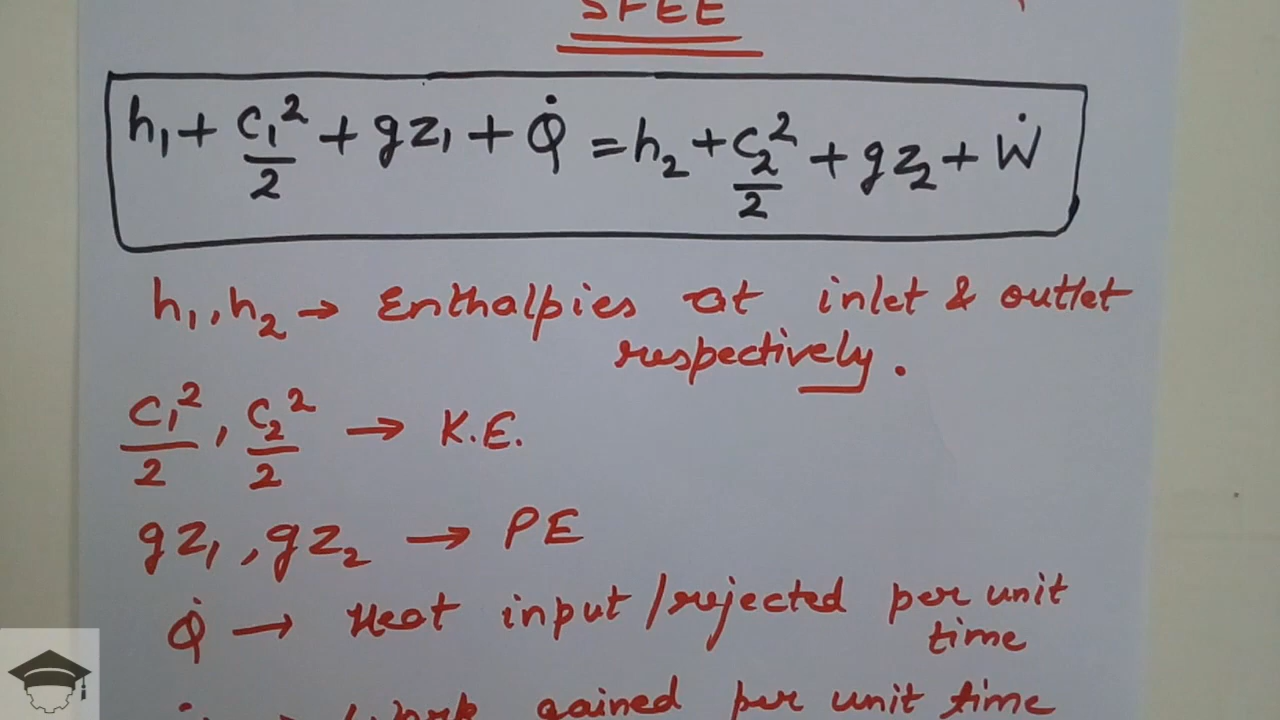 SFEE
h₁ + c₁²/2 + gz₁ + Q̇ = h₂ + c₂²/2 + gz₂ + Ẇ
h₁, h₂ → Enthalpies at inlet & outlet
respectively.
c₁²/2, c₂²/2 → K.E.
gz₁, gz₂ → PE
Q̇ → Heat input/rejected per unit
time
→ Work gained per unit time